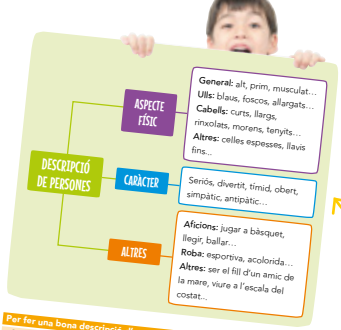 ASPECTE
FÍSIC
General: alt, prim, musculat...
Ulls: blaus, foscos, allargats...
Cabells: curts, llargs,
rinxolats, morens, tenyits...
Altres: celles espesses, llavis
fins...
DESCRIPCIÓ
DE PERSONES
CARÀCTER
Seriós, divertit, tímid, obert,
simpàtic, antipàtic...
ALTRES
Aficions: jugar a bàsquet,
llegir, ballar...
Roba: esportiva, acolorida...
Altres: ser el fill d'un amic de
la mare, viure a l'escala del
costat...
Per fer una bona descripció